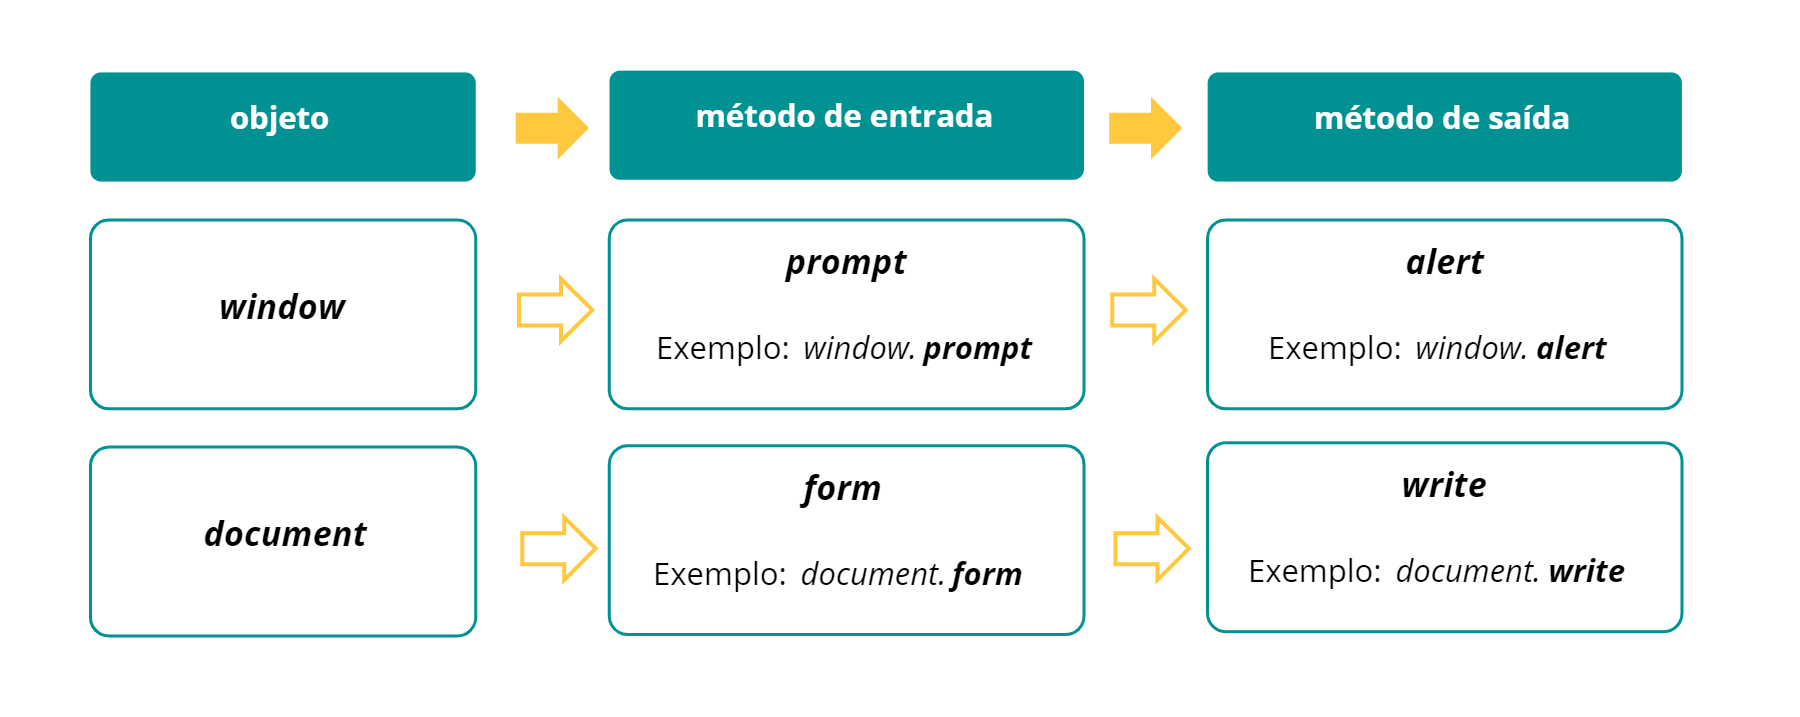 objeto
método de entrada
método de saída
window
prompt
Exemplo: window. prompt
alert
Exemplo: window. alert
document
form
Exemplo: document. form
write
Exemplo: document. write